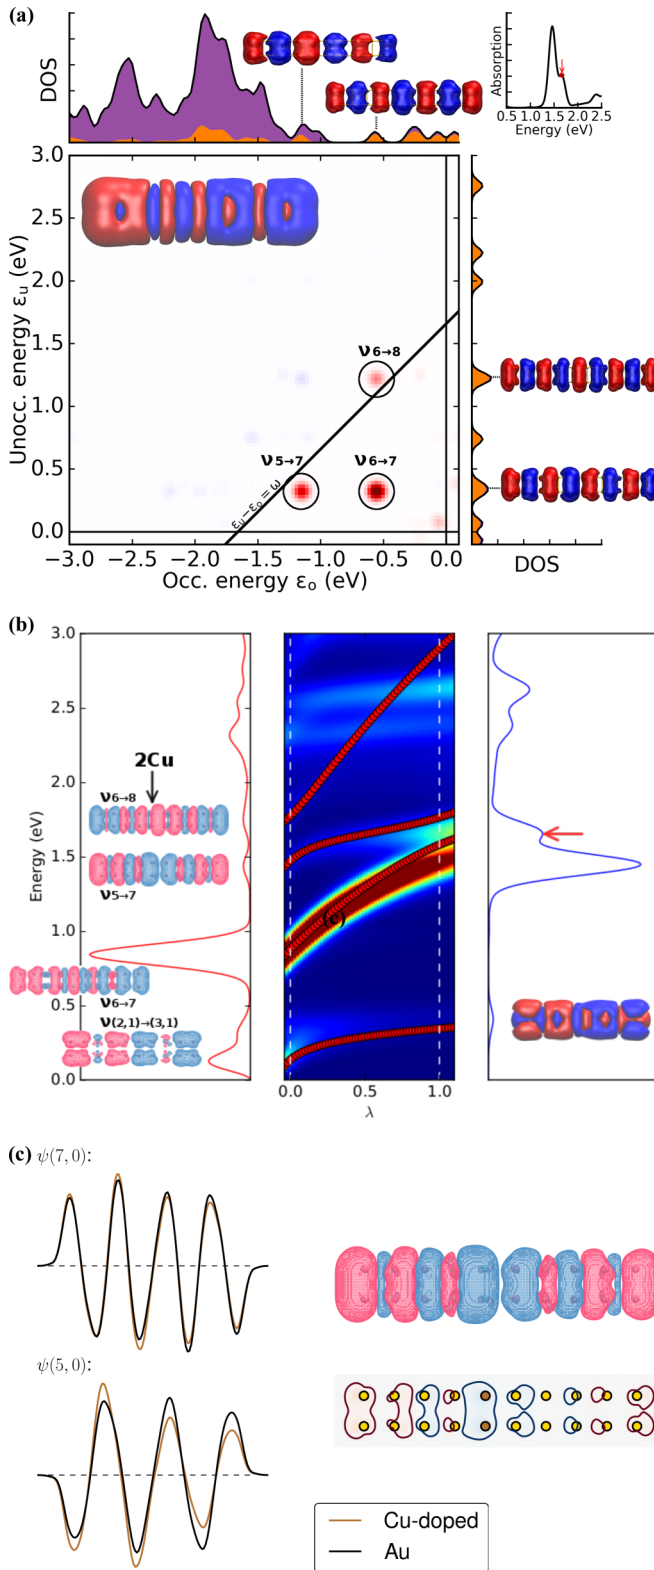 (a)
DOS
Absorption
0.5 1.0 1.5 2.0 2.5
Energy (eV)
3.0
2.5
2.0
1.5
1.0
0.5
0.0
Unocc. energy εu (eV)
ν6→8
ν5→7
ν6→7
εu−εo=ω
−3.0 −2.5 −2.0 −1.5 −1.0 −0.5 0.0
Occ. energy εo (eV)
DOS
(b)
3.0
2.5
2.0
1.5
1.0
0.5
0.0
Energy (eV)
2Cu
ν6→8
ν5→7
ν6→7
ν(2,1)→(3,1)
(c)
0.0 0.5 1.0
λ
(c) ψ(7, 0):
ψ(5, 0):
Cu-doped
Au